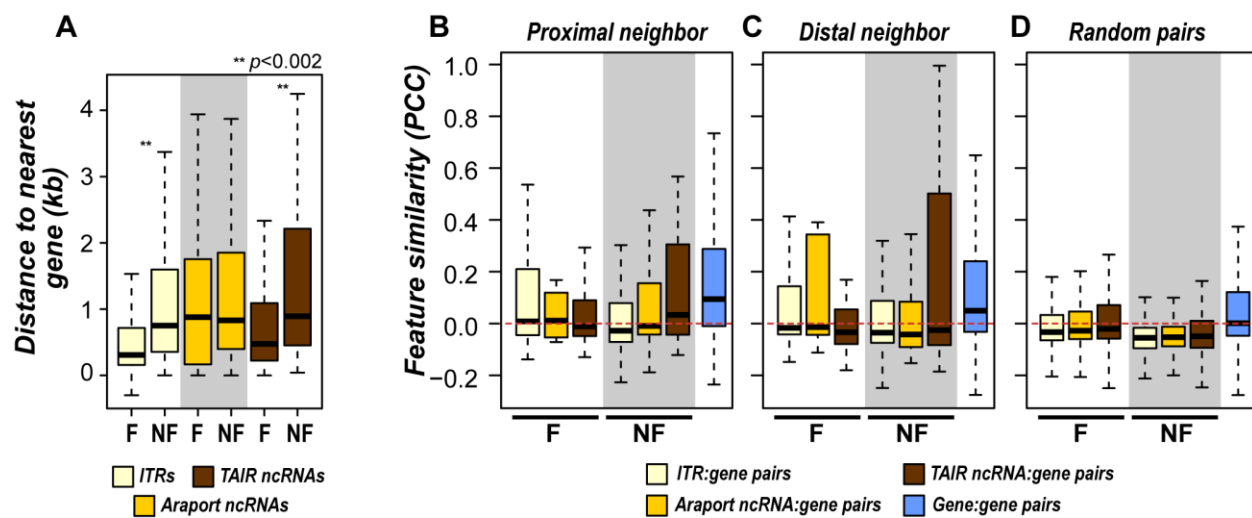 A
** p<0.002
**
**
Distance to nearest
gene (kb)
4
3
2
1
0
F NF F NF F NF
ITRs TAIR ncRNAs
Araport ncRNAs
B Proximal neighbor
C Distal neighbor
D Random pairs
Feature similarity (PCC)
1.0
0.8
0.6
0.4
0.2
0.0
−0.2
F NF F NF F NF
ITR:gene pairs TAIR ncRNA:gene pairs
Araport ncRNA:gene pairs Gene:gene pairs